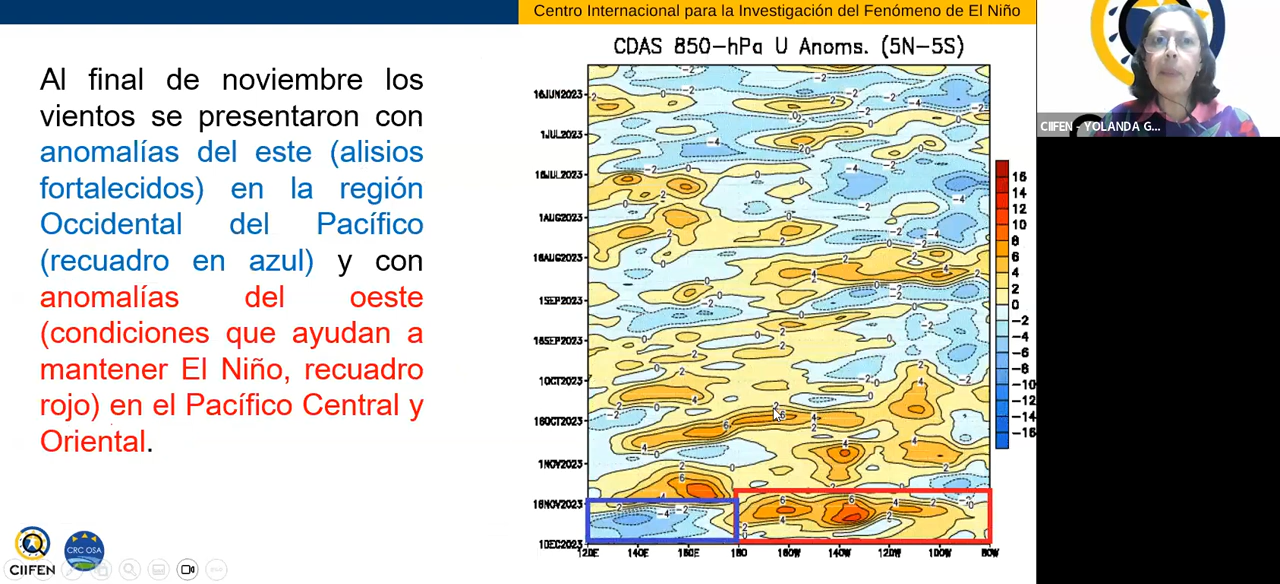 Centro Internacional para la Investigación del Fenómeno de El Niño
Al final de noviembre los
vientos se presentaron con
anomalías del este (alisios
fortalecidos) en la región
Occidental del Pacífico
(recuadro en azul) y con
anomalías del oeste
(condiciones que ayudan a
mantener El Niño, recuadro
rojo) en el Pacífico Central y
Oriental.
CDAS 850-hPa U Anoms. (5N-5S)
16JUN2023
1JUL2023
16JUL2023
1AUG2023
16AUG2023
1SEP2023
16SEP2023
1OCT2023
16OCT2023
1NOV2023
16NOV2023
1DEC2023
120E 140E 160E 180 160W 140W 120W 100W 80W
16
14
12
10
8
6
4
2
0
-2
-4
-6
-8
-10
-12
-14
-16
CIIFEN - YOLANDA G...
CIIFEN
CRC OSA